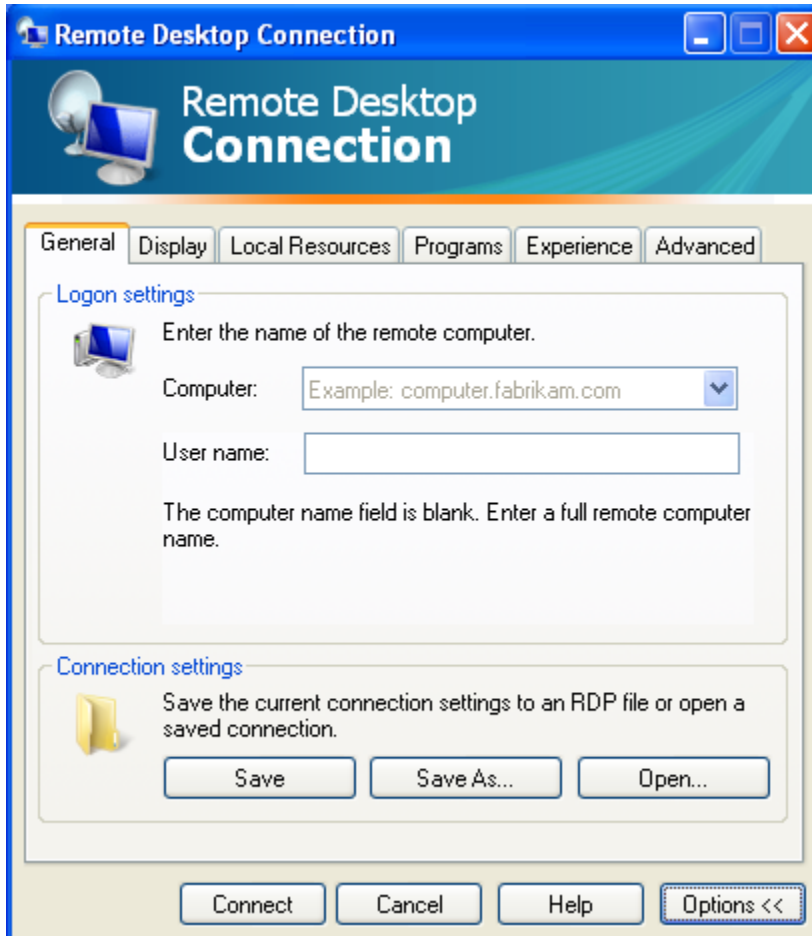 Remote Desktop Connection
Remote Desktop
Connection
General Display Local Resources Programs Experience Advanced
Logon settings
Enter the name of the remote computer.
Computer: Example: computer.fabrikam.com
User name:
The computer name field is blank. Enter a full remote computer
name.
Connection settings
Save the current connection settings to an RDP file or open a
saved connection.
Save Save As... Open...
Connect Cancel Help Options <<